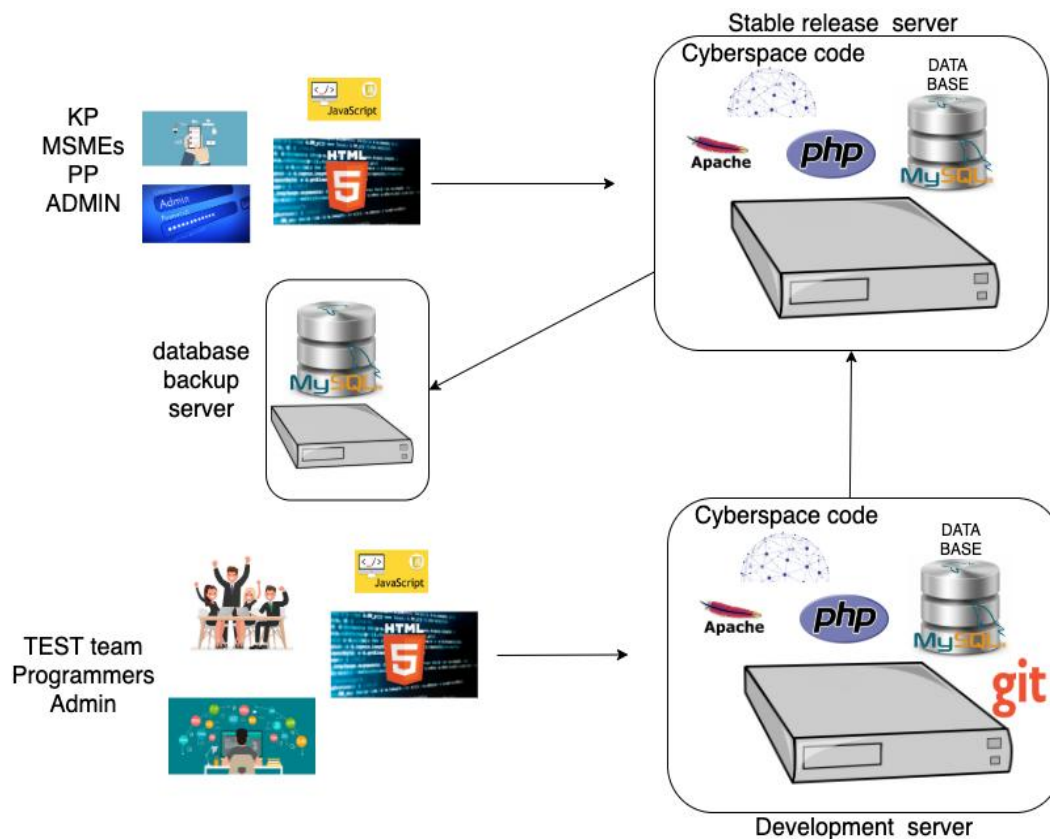 Stable release server
Cyberspace code
DATA
BASE
Apache
php
MySQL
KP
MSMEs
PP
ADMIN
JavaScript
HTML
5
Admin
database
backup
server
MySQL
TEST team
Programmers
Admin
JavaScript
HTML
5
Cyberspace code
DATA
BASE
Apache
php
MySQL
git
Development server